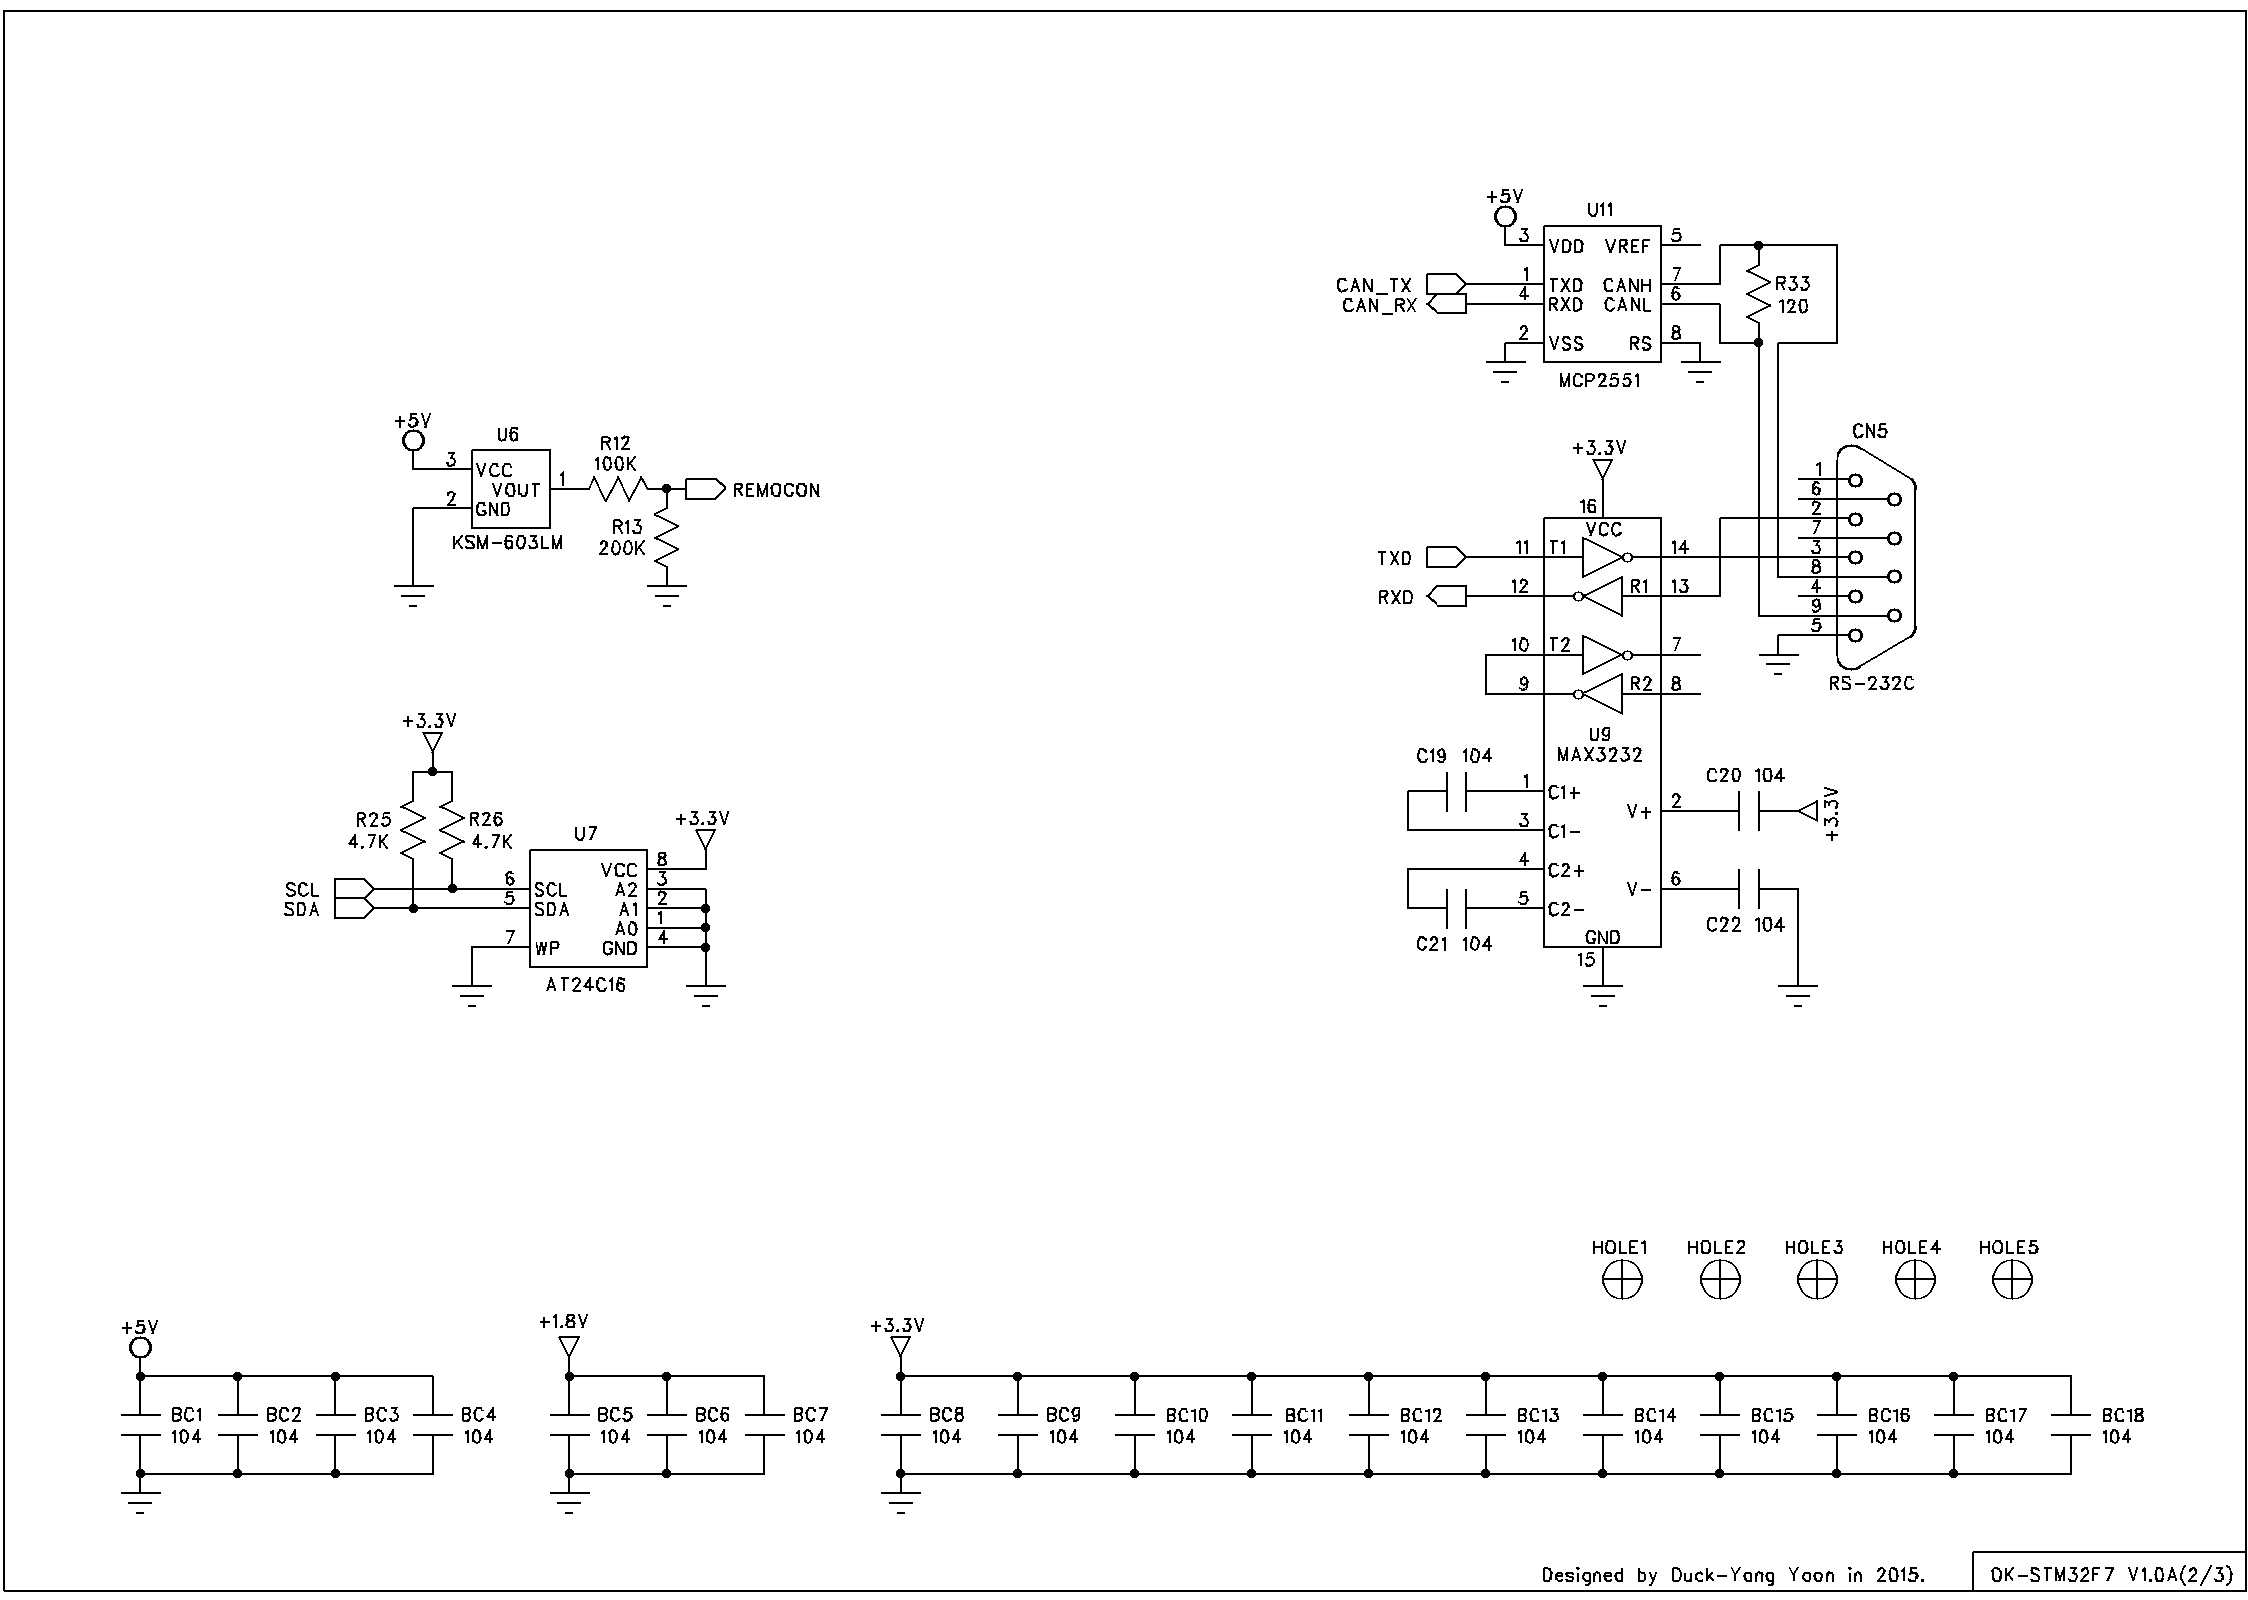 +5V
U11
3 VDD VREF 5
CAN_TX 1 TXD CANH 7
CAN_RX 4 RXD CANL 6
R33
120
2 VSS RS 8
MCP2551
+5V
U6
3 VCC
VOUT 1
2 GND
KSM-603LM
R12
100K
REMOCON
R13
200K
+3.3V
16
VCC
TXD 11 T1 14
RXD 12 R1 13
10 T2 7
9 R2 8
U9
MAX3232
C19 104
1 C1+
3 C1-
4 C2+
5 C2-
C21 104
V+ 2
C20 104
+3.3V
V- 6
C22 104
GND
15
CN5
1
6
2
7
3
8
4
9
5
RS-232C
+3.3V
R25
4.7K
R26
4.7K
U7
+3.3V
SCL 6 SCL
SDA 5 SDA
7 WP
VCC 8
A2 3
A1 2
A0 1
GND 4
AT24C16
HOLE1 HOLE2 HOLE3 HOLE4 HOLE5
+5V +1.8V +3.3V
BC1 BC2 BC3 BC4 BC5 BC6 BC7 BC8 BC9 BC10 BC11 BC12 BC13 BC14 BC15 BC16 BC17 BC18
104 104 104 104 104 104 104 104 104 104 104 104 104 104 104 104 104 104
Designed by Duck-Yong Yoon in 2015.
OK-STM32F7 V1.0A(2/3)